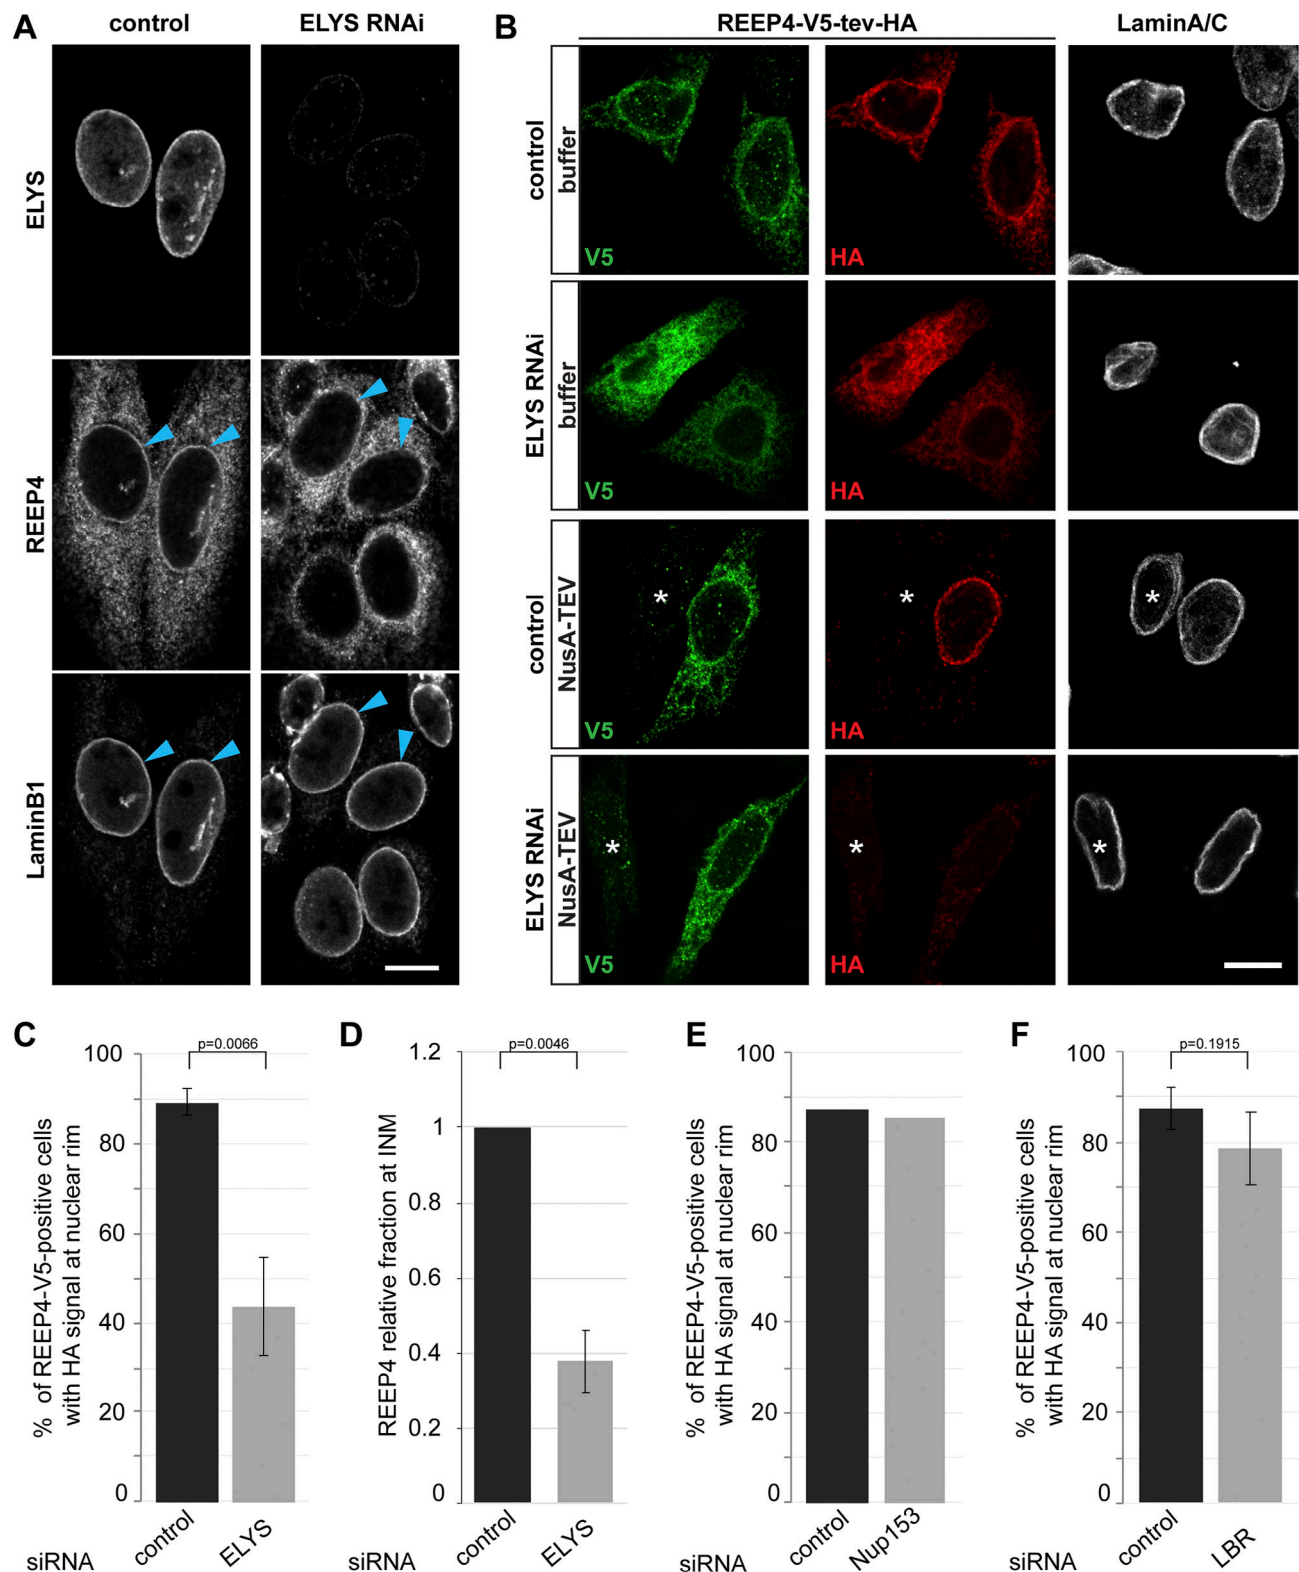 A
control
ELYS RNAi
ELYS
REEP4
LaminB1
B
REEP4-V5-tev-HA
LaminA/C
control
buffer
V5
HA
ELYS RNAi
buffer
V5
HA
control
NusA-TEV
V5
HA
*
*
*
ELYS RNAi
NusA-TEV
V5
HA
*
*
*
C
% of REEP4-V5-positive cells
with HA signal at nuclear rim
100
80
60
40
20
0
p=0.0066
siRNA
control
ELYS
D
REEP4 relative fraction at INM
1.2
1
0.8
0.6
0.4
0.2
0
p=0.0046
siRNA
control
ELYS
E
% of REEP4-V5-positive cells
with HA signal at nuclear rim
100
80
60
40
20
0
siRNA
control
Nup153
F
% of REEP4-V5-positive cells
with HA signal at nuclear rim
100
80
60
40
20
0
p=0.1915
siRNA
control
LBR